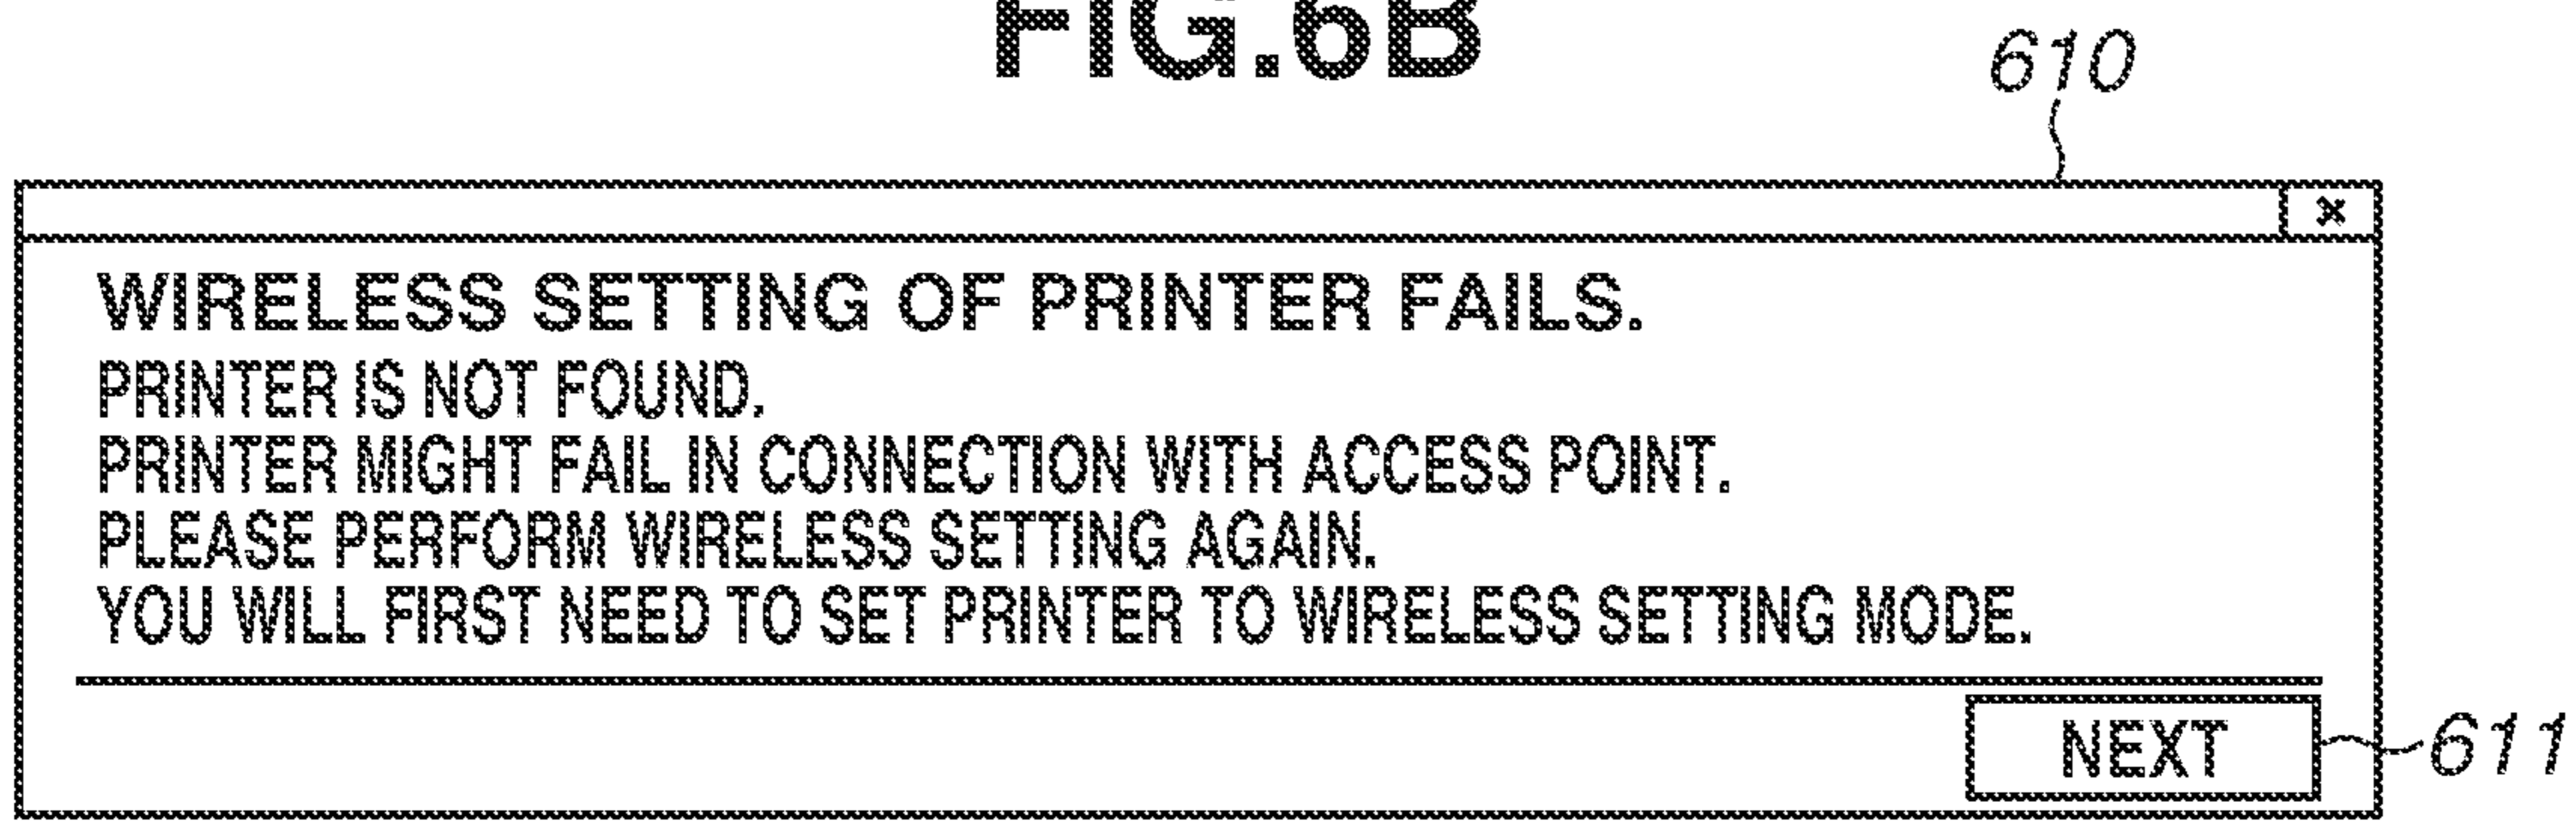 FIG.6B
610
×
WIRELESS SETTING OF PRINTER FAILS.
PRINTER IS NOT FOUND.
PRINTER MIGHT FAIL IN CONNECTION WITH ACCESS POINT.
PLEASE PERFORM WIRELESS SETTING AGAIN.
YOU WILL FIRST NEED TO SET PRINTER TO WIRELESS SETTING MODE.
NEXT
611